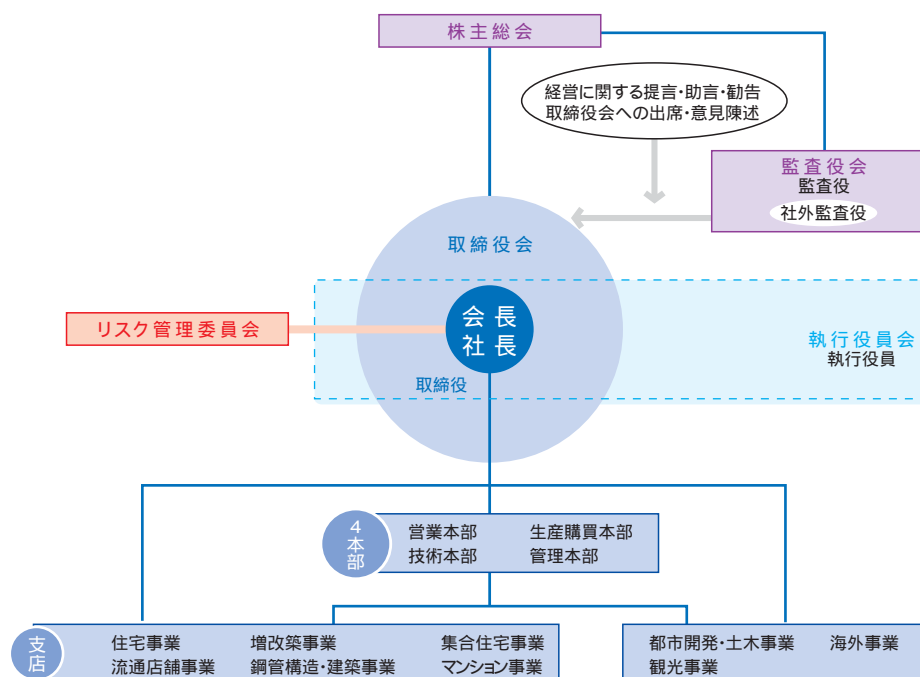 株主総会
経営に関する提言・助言・勧告
取締役会への出席・意見陳述
監査役会
監査役
社外監査役
取締役会
リスク管理委員会
会長
社長
執行役員会
執行役員
取締役
4本部
営業本部 生産購買本部
技術本部 管理本部
支店
住宅事業 増改築事業 集合住宅事業
流通店舗事業 鋼管構造・建築事業 マンション事業
都市開発・土木事業 海外事業
観光事業